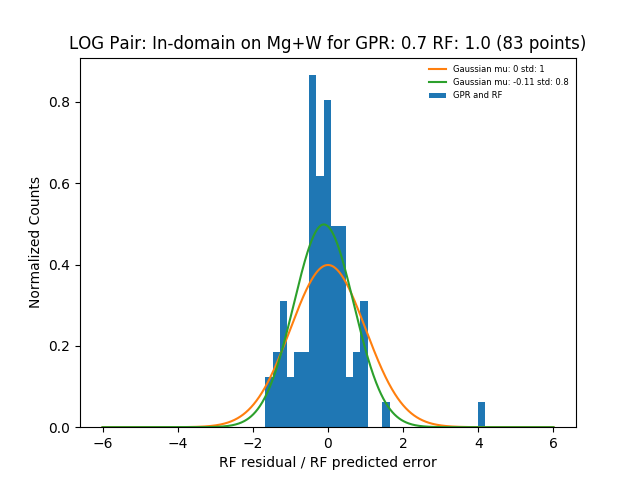 LOG Pair: In-domain on Mg+W for GPR: 0.7 RF: 1.0 (83 points)
Gaussian mu: 0 std: 1
Gaussian mu: -0.11 std: 0.8
GPR and RF
Normalized Counts
0.8
0.6
0.4
0.2
0.0
−6 −4 −2 0 2 4 6
RF residual / RF predicted error